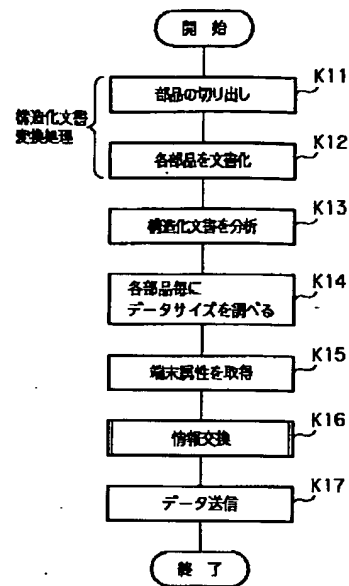 開 始
K11
部品の切り出し
構造化文書
変換処理
K12
各部品を文書化
K13
構造化文書を分析
K14
各部品毎に
データサイズを調べる
K15
端末属性を取得
K16
情報交換
K17
データ送信
終 了